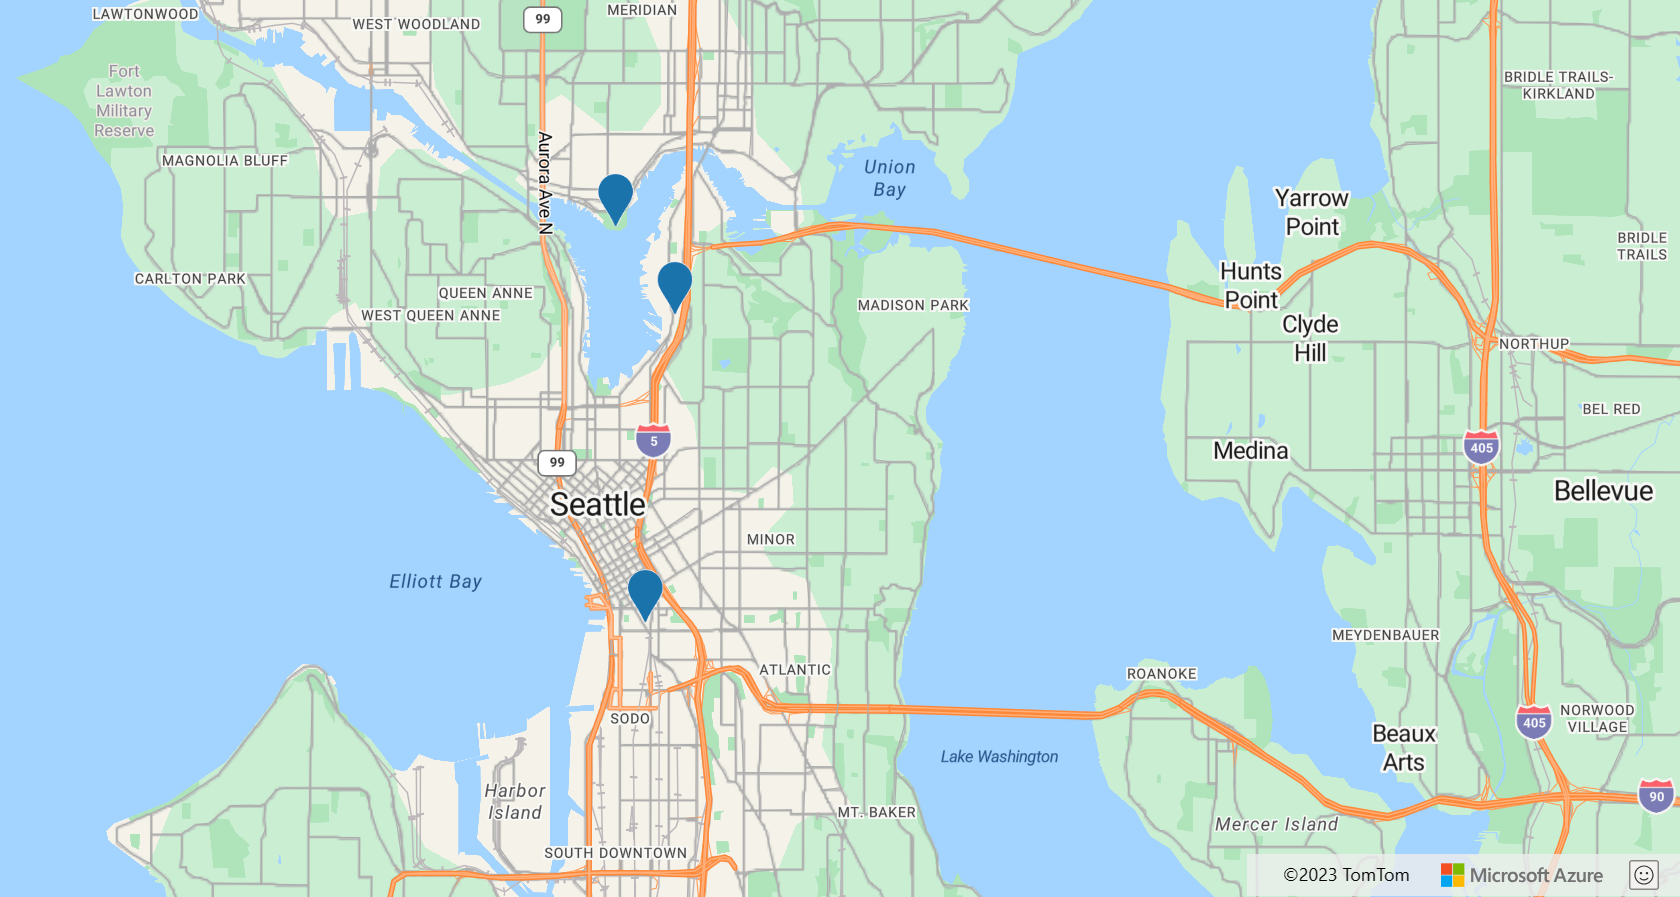 LAWTONWOOD
WEST WOODLAND
99
MERIDIAN
Fort
Lawton
Military
Reserve
BRIDLE TRAILS-
KIRKLAND
MAGNOLIA BLUFF
Aurora Ave N
Union
Bay
Yarrow
Point
BRIDLE
TRAILS
CARLTON PARK
QUEEN ANNE
WEST QUEEN ANNE
MADISON PARK
Hunts
Point
Clyde
Hill
NORTHUP
BEL RED
5
99
Medina
405
Seattle
Bellevue
MINOR
Elliott Bay
MEYDENBAUER
ATLANTIC
ROANOKE
SODO
405
NORWOOD
VILLAGE
Lake Washington
Beaux
Arts
Harbor
Island
90
MT. BAKER
Mercer Island
SOUTH DOWNTOWN
©2023 TomTom
Microsoft Azure